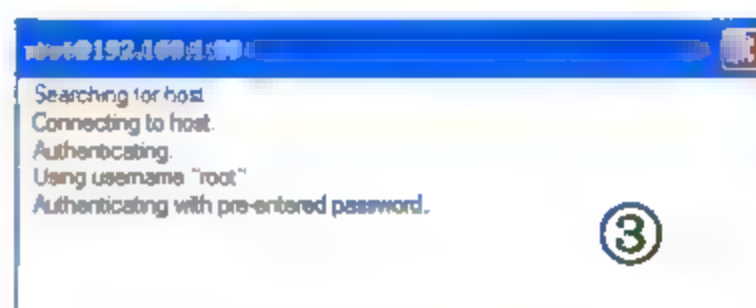 Searching for host
Connecting to host.
Authenticating.
Using username "root"
Authenticating with pre-entered password.
③